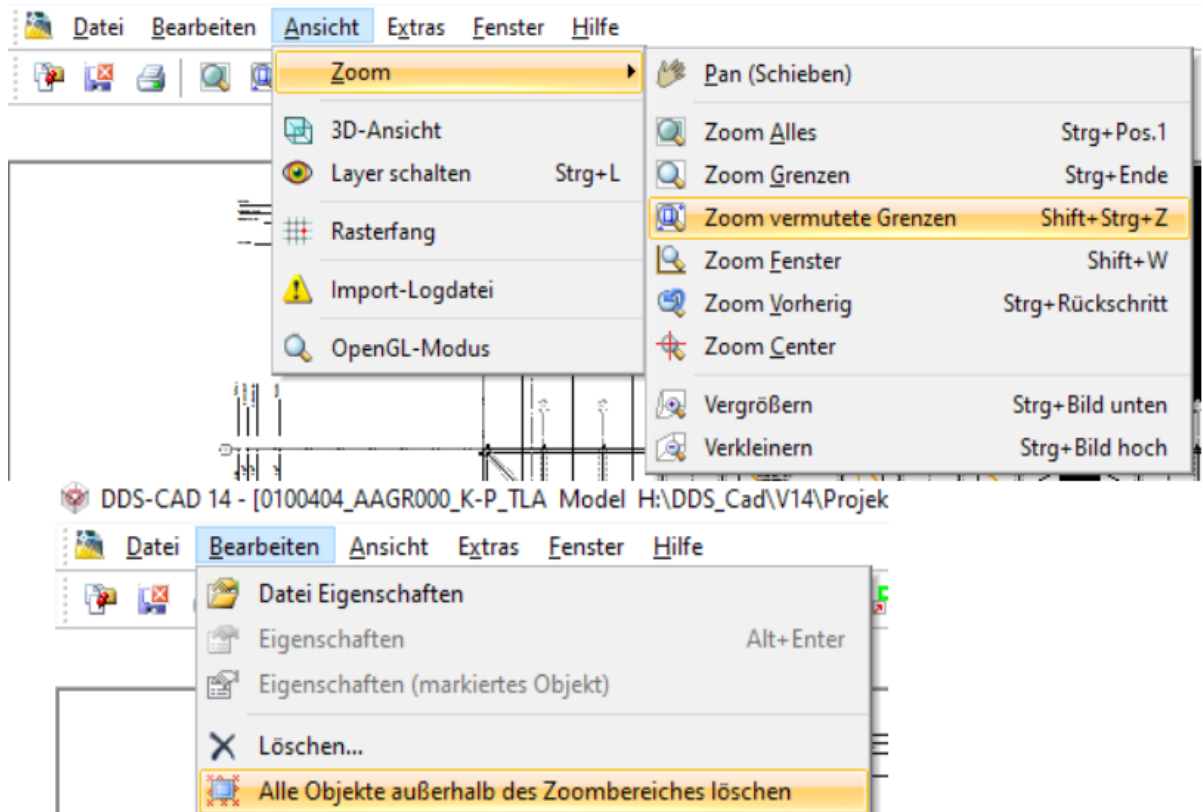 Datei Bearbeiten Ansicht Extras Fenster Hilfe
Zoom
3D-Ansicht
Layer schalten Strg+L
Rasterfang
Import-Logdatei
OpenGL-Modus
Pan (Schieben)
Zoom Alles Strg+Pos.1
Zoom Grenzen Strg+Ende
Zoom vermutete Grenzen Shift+Strg+Z
Zoom Fenster Shift+W
Zoom Vorherig Strg+Rückschritt
Zoom Center
Vergrößern Strg+Bild unten
Verkleinern Strg+Bild hoch
DDS-CAD 14 - [0100404_AAGR000_K-P_TLA Model H:\DDS_Cad\V14\Projek
Datei Bearbeiten Ansicht Extras Fenster Hilfe
Datei Eigenschaften
Eigenschaften Alt+Enter
Eigenschaften (markiertes Objekt)
Löschen...
Alle Objekte außerhalb des Zoombereiches löschen